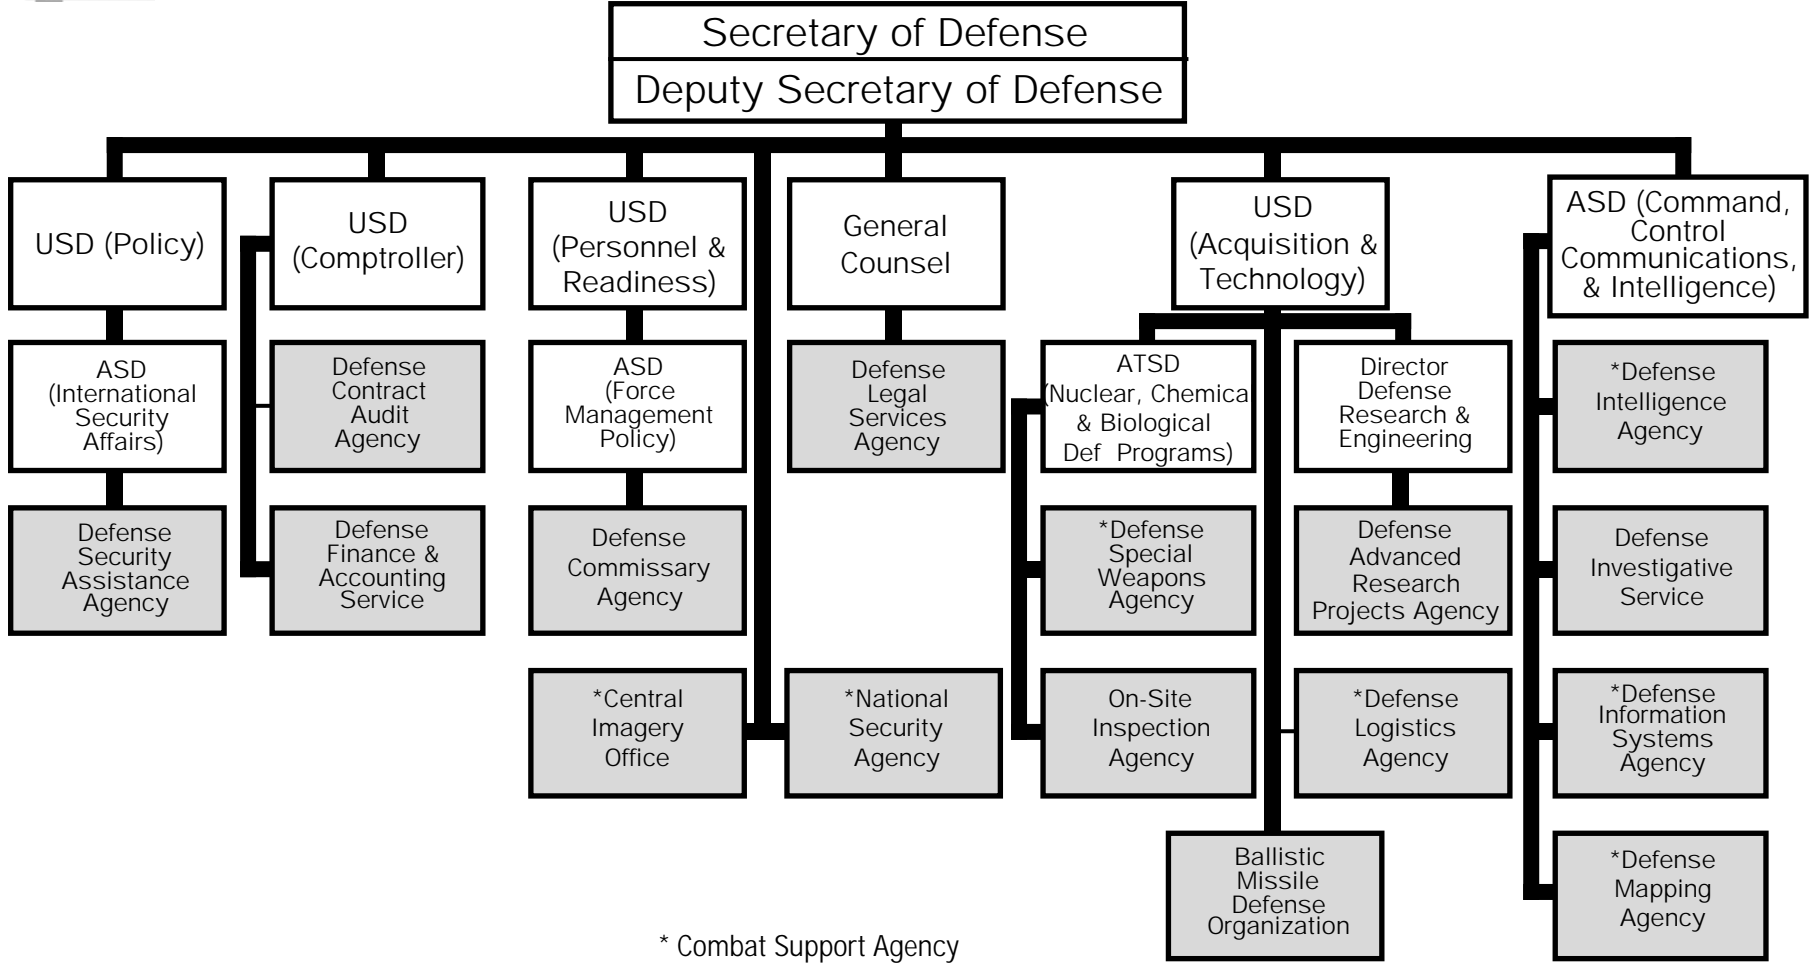 Secretary of Defense
Deputy Secretary of Defense
USD (Policy)
USD
(Comptroller)
USD
(Personnel &
Readiness)
General
Counsel
USD
(Acquisition &
Technology)
ASD (Command,
Control
Communications,
& Intelligence)
ASD
(International
Security
Affairs)
Defense
Contract
Audit
Agency
ASD
(Force
Management
Policy)
Defense
Legal
Services
Agency
ATSD
(Nuclear, Chemica
& Biological
Def Programs)
Director
Defense
Research &
Engineering
*Defense
Intelligence
Agency
Defense
Security
Assistance
Agency
Defense
Finance &
Accounting
Service
Defense
Commissary
Agency
*Defense
Special
Weapons
Agency
Defense
Advanced
Research
Projects Agency
Defense
Investigative
Service
*Central
Imagery
Office
*National
Security
Agency
On-Site
Inspection
Agency
*Defense
Logistics
Agency
*Defense
Information
Systems
Agency
Ballistic
Missile
Defense
Organization
*Defense
Mapping
Agency
* Combat Support Agency